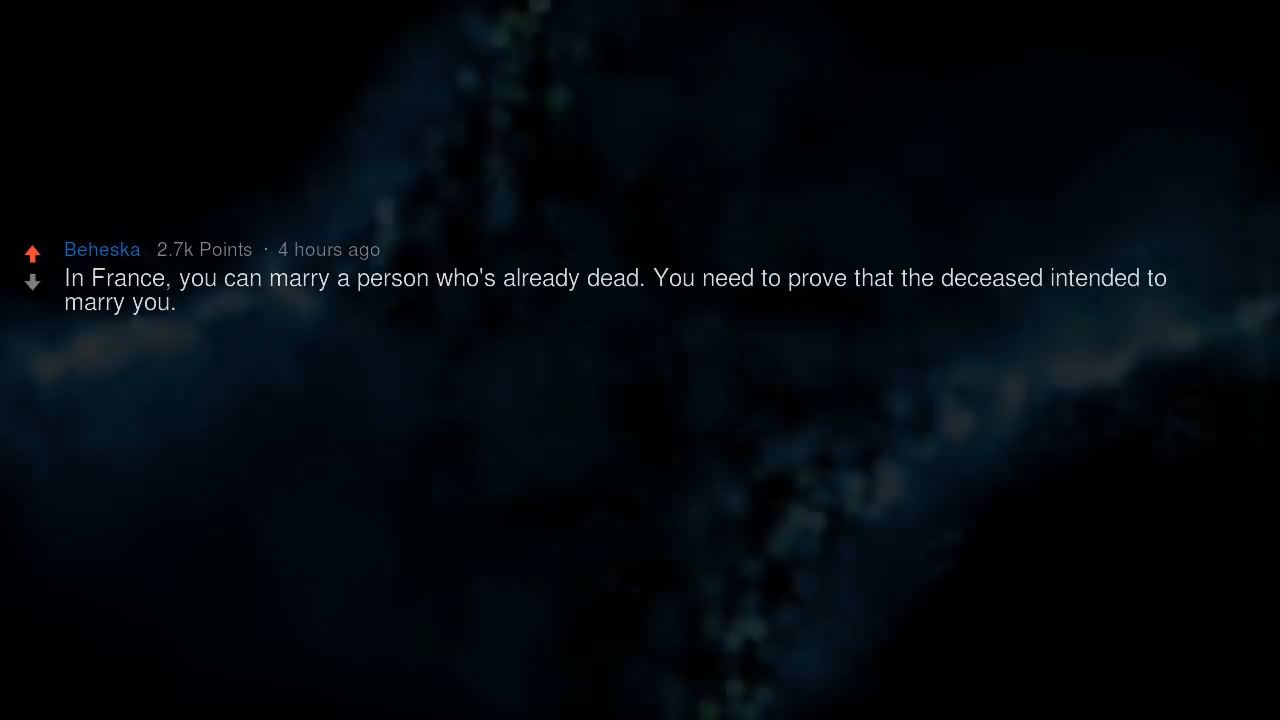 Beheska 2.7k Points · 4 hours ago
In France, you can marry a person who's already dead. You need to prove that the deceased intended to
marry you.